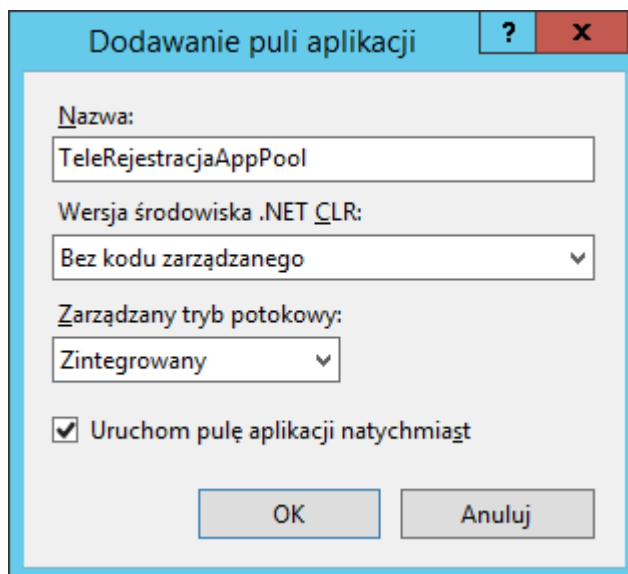 Dodawanie puli aplikacji
?
x
Nazwa:
TeleRejestracjaAppPool
Wersja środowiska .NET CLR:
Bez kodu zarządzanego
Zarządzany tryb potokowy:
Zintegrowany
Uruchom pulę aplikacji natychmiast
OK Anuluj